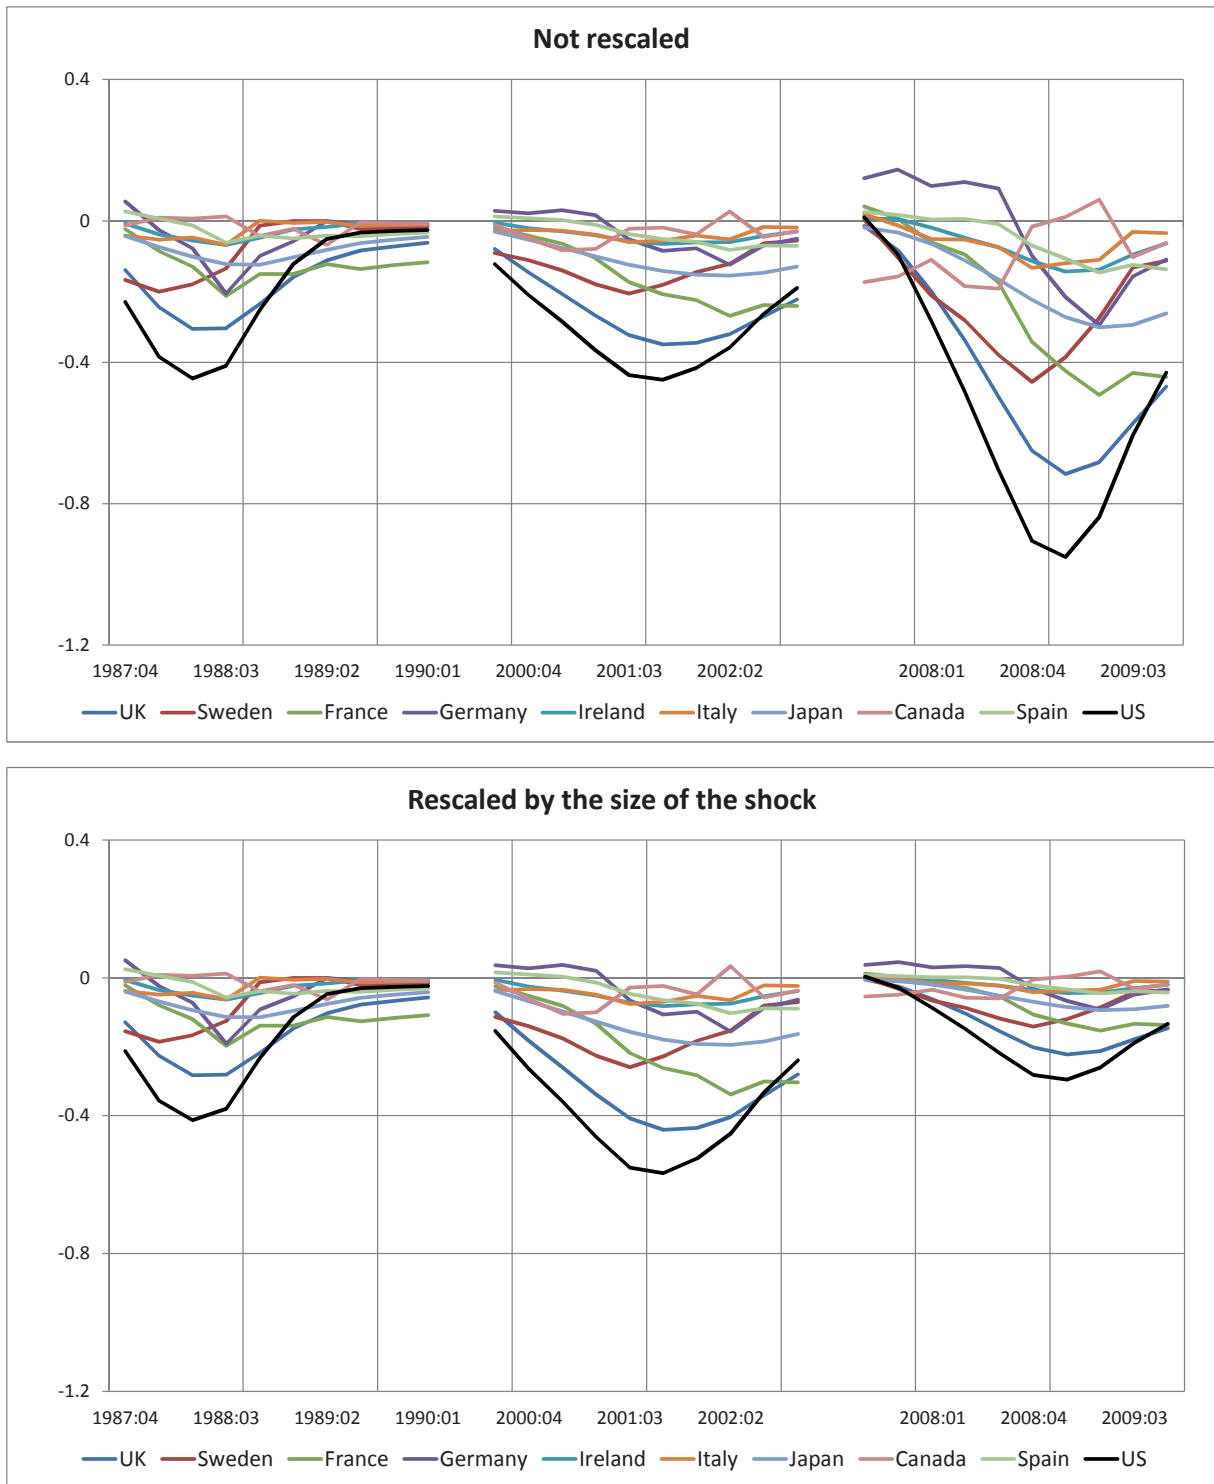 Not rescaled
0.4
0
-0.4
-0.8
-1.2
1987:04 1988:03 1989:02 1990:01 2000:04 2001:03 2002:02 2008:01 2008:04 2009:03
UK Sweden France Germany Ireland Italy Japan Canada Spain US
Rescaled by the size of the shock
0.4
0
-0.4
-0.8
-1.2
1987:04 1988:03 1989:02 1990:01 2000:04 2001:03 2002:02 2008:01 2008:04 2009:03
UK Sweden France Germany Ireland Italy Japan Canada Spain US